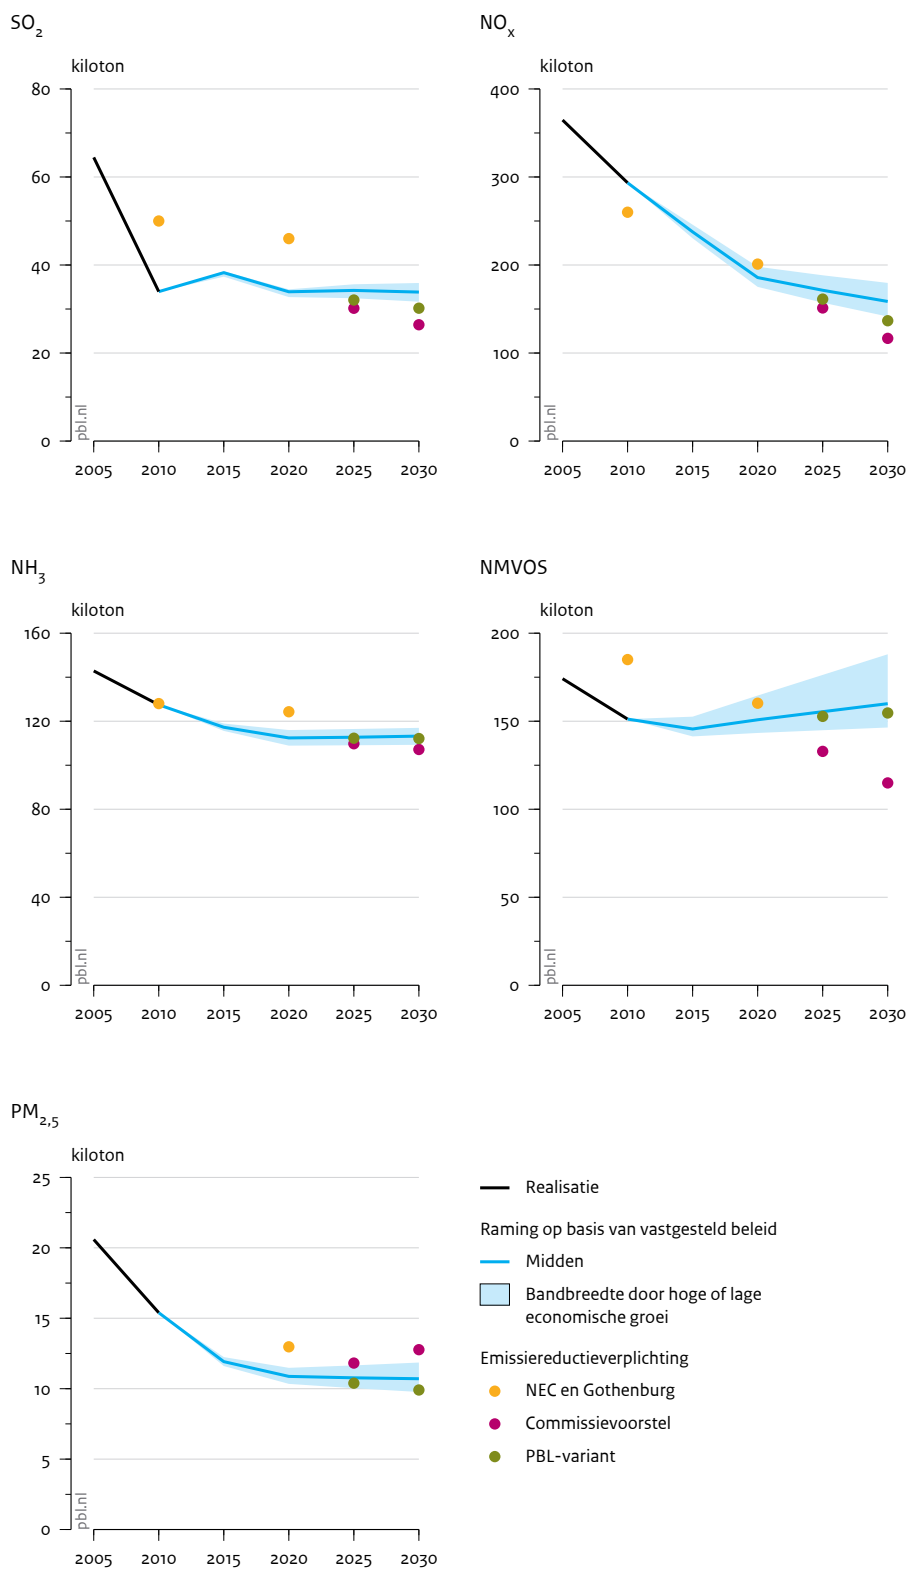 SO2
kiloton
80
60
40
20
0
pbl.nl
2005 2010 2015 2020 2025 2030
NOx
kiloton
400
300
200
100
0
pbl.nl
2005 2010 2015 2020 2025 2030
NH3
kiloton
160
120
80
40
0
pbl.nl
2005 2010 2015 2020 2025 2030
NMVOS
kiloton
200
150
100
50
0
pbl.nl
2005 2010 2015 2020 2025 2030
PM2,5
kiloton
25
20
15
10
5
0
pbl.nl
2005 2010 2015 2020 2025 2030
Realisatie
Raming op basis van vastgesteld beleid
Midden
Bandbreedte door hoge of lage
economische groei
Emissiereductieverplichting
NEC en Gothenburg
Commissievoorstel
PBL-variant